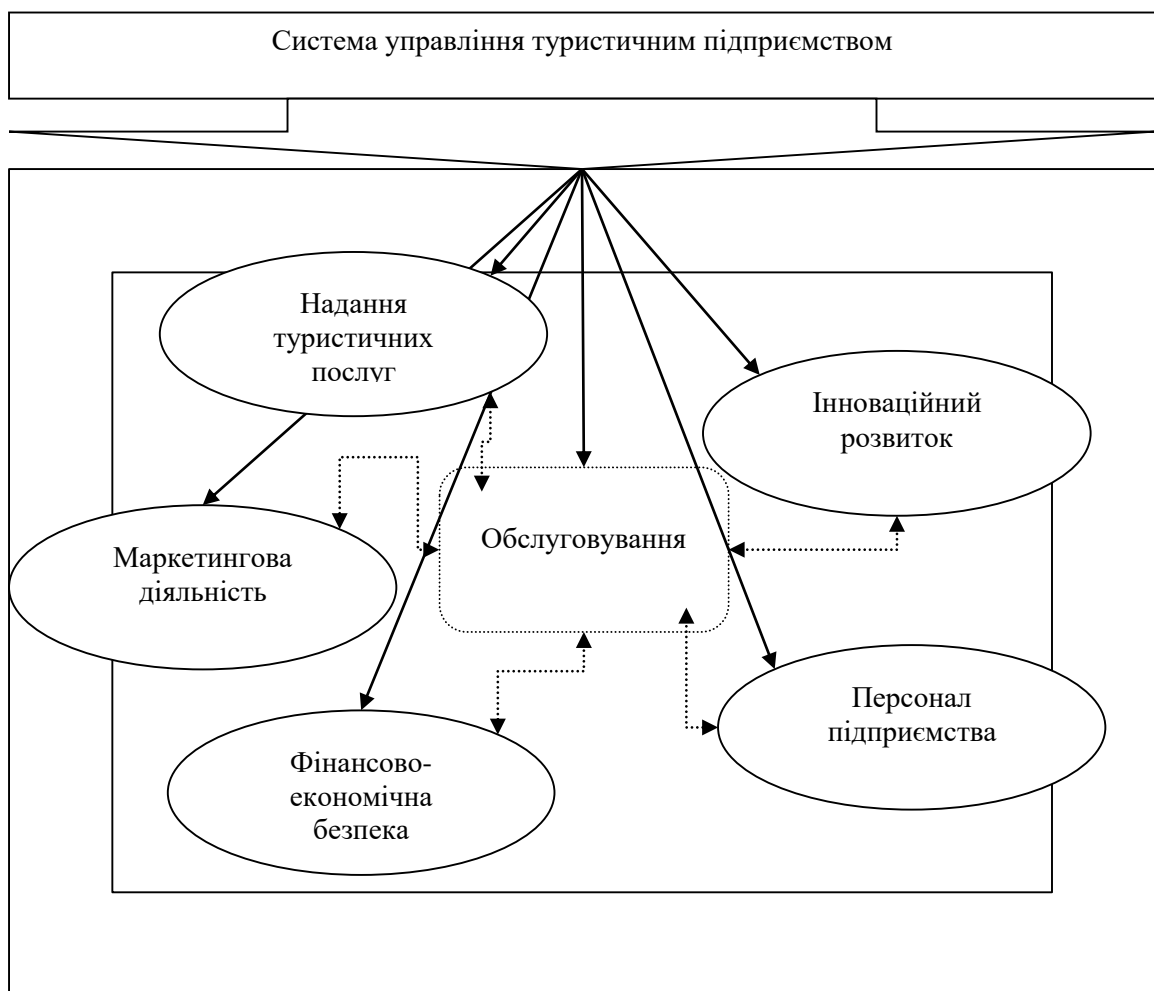 Система управління туристичним підприємством
Надання
туристичних
послуг
Інноваційний
розвиток
Обслуговування
Маркетингова
діяльність
Персонал
підприємства
Фінансово-
економічна
безпека